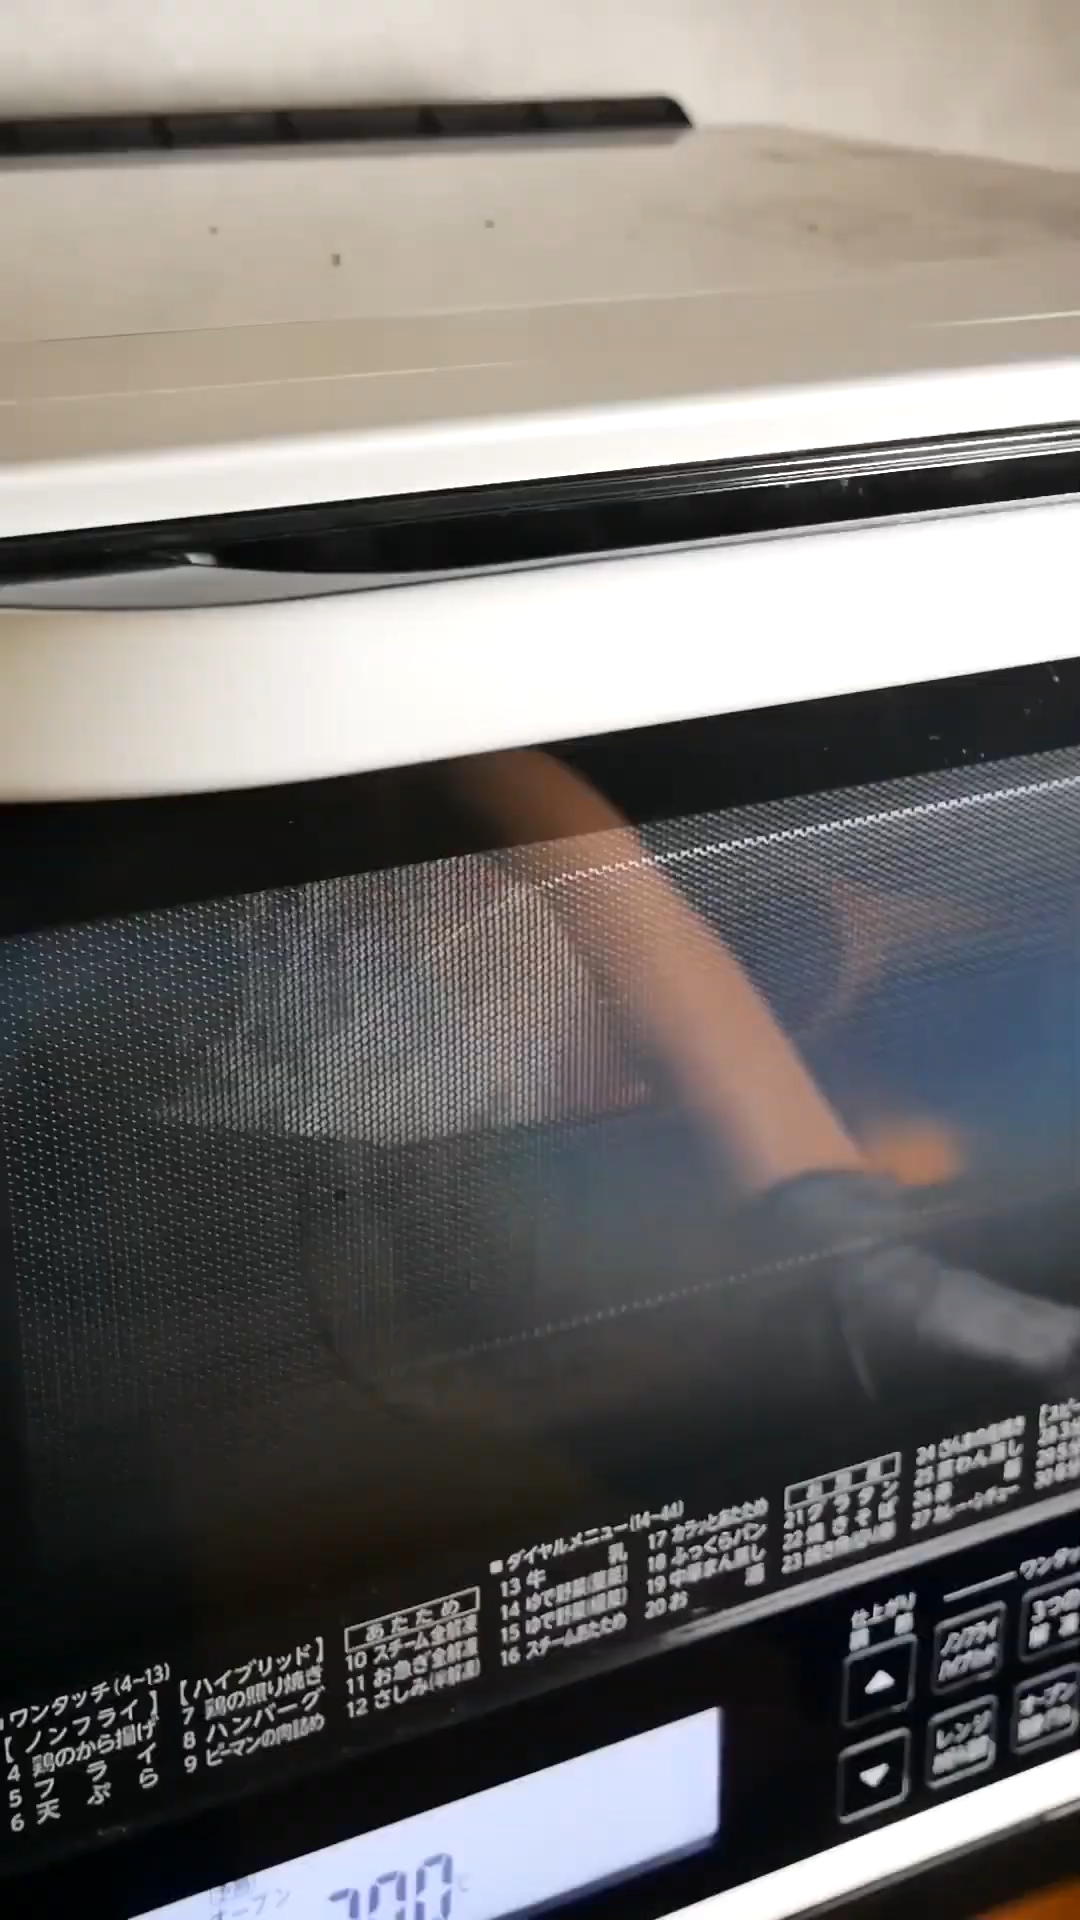 ワンタッチ(4~13)
【ノンフライ】
4 鶏のから揚げ
5 フライ
6 天ぷら
【ハイブリッド】
7 鶏の照り焼き
8 ハンバーグ
9 ピーマンの肉詰め
あたため
10 スチーム全解凍
11 お急ぎ全解凍
12 さしみ(半解凍)
■ダイヤルメニュー(14~44)
13 牛乳
14 ゆで野菜(葉菜)
15 ゆで野菜(根菜)
16 スチームあたため
17 カラッとあたため
18 ふっくらパン
19 中華まん蒸し
20 お
21 グラタン
22 焼きそば
23
24 さんまの塩焼き
25 茶わん蒸し
26
27 カレー・シチュー
仕上がり
ワンタッ
3つの
レンジ
オーブン
オーブン
200